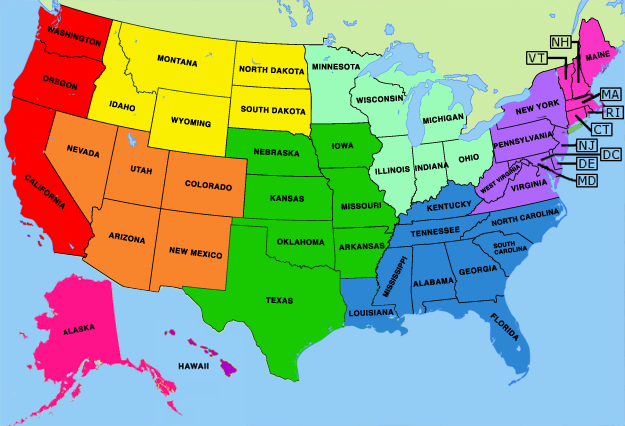 WASHINGTON
OREGON
CALIFORNIA
MONTANA
IDAHO
WYOMING
NORTH DAKOTA
SOUTH DAKOTA
NEVADA
UTAH
COLORADO
ARIZONA
NEW MEXICO
NEBRASKA
KANSAS
OKLAHOMA
TEXAS
IOWA
MISSOURI
ARKANSAS
MINNESOTA
WISCONSIN
MICHIGAN
ILLINOIS
INDIANA
OHIO
KENTUCKY
TENNESSEE
MISSISSIPPI
ALABAMA
GEORGIA
LOUISIANA
FLORIDA
NORTH CAROLINA
SOUTH
CAROLINA
WEST VIRGINIA
VIRGINIA
PENNSYLVANIA
NEW YORK
MAINE
NH
VT
MA
RI
CT
NJ
DC
DE
MD
ALASKA
HAWAII